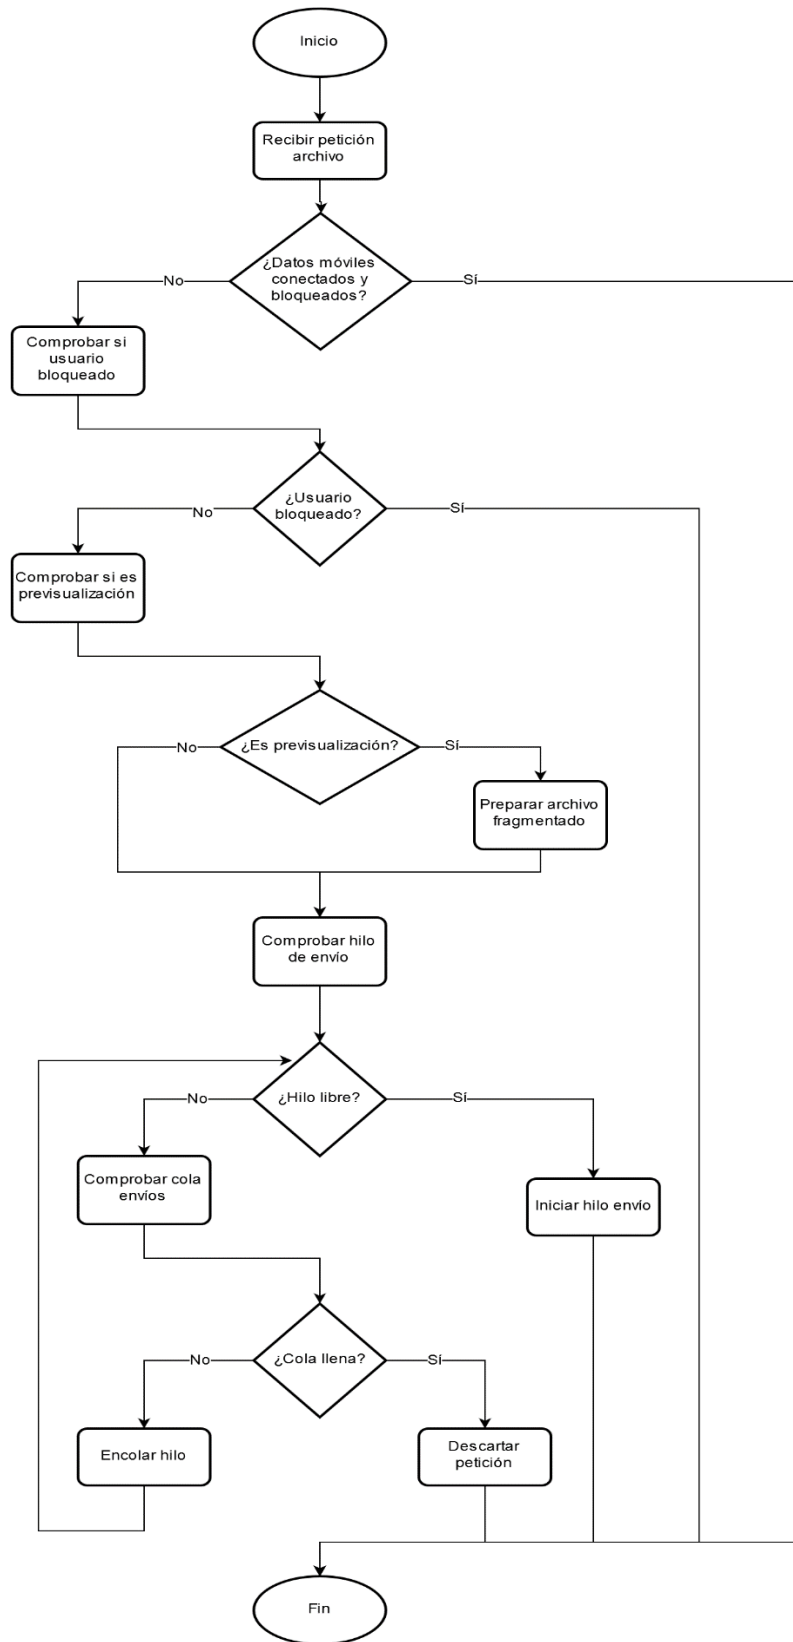 Inicio
Recibir petición
archivo
¿Datos móviles
conectados y
bloqueados?
No
Sí
Comprobar si
usuario
bloqueado
¿Usuario
bloqueado?
No
Sí
Comprobar si es
previsualización
¿Es previsualización?
No
Sí
Preparar archivo
fragmentado
Comprobar hilo
de envío
¿Hilo libre?
No
Sí
Comprobar cola
envíos
Iniciar hilo envío
¿Cola llena?
No
Sí
Encolar hilo
Descartar
petición
Fin